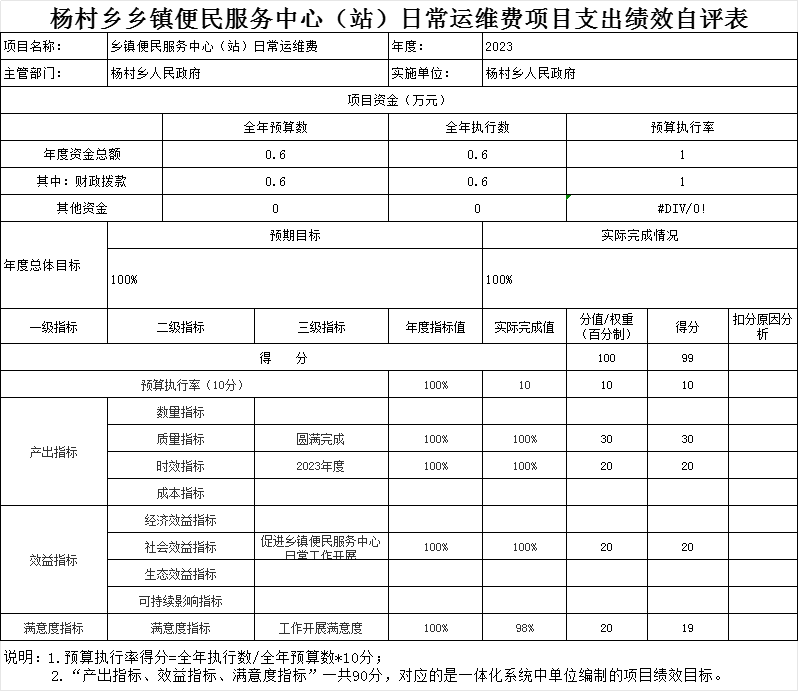 杨村乡乡镇便民服务中心（站）日常运维费项目支出绩效自评表
项目名称： 乡镇便民服务中心（站）日常运维费 年度： 2023
主管部门： 杨村乡人民政府 实施单位： 杨村乡人民政府
项目资金（万元）
全年预算数 全年执行数 预算执行率
年度资金总额 0.6 0.6 1
其中：财政拨款 0.6 0.6 1
其他资金 0 0 #DIV/0!
年度总体目标 预期目标 实际完成情况
100% 100%
一级指标 二级指标 三级指标 年度指标值 实际完成值 分值/权重（百分制） 得分 扣分原因分析
得 分 100 99
预算执行率（10分） 100% 10 10 10
产出指标 数量指标
质量指标 圆满完成 100% 100% 30 30
时效指标 2023年度 100% 100% 20 20
成本指标
效益指标 经济效益指标
社会效益指标 促进乡镇便民服务中心日常工作开展 100% 100% 20 20
生态效益指标
可持续影响指标
满意度指标 满意度指标 工作开展满意度 100% 98% 20 19
说明：1.预算执行率得分=全年执行数/全年预算数*10分；
2.“产出指标、效益指标、满意度指标”一共90分，对应的是一体化系统中单位编制的项目绩效目标。